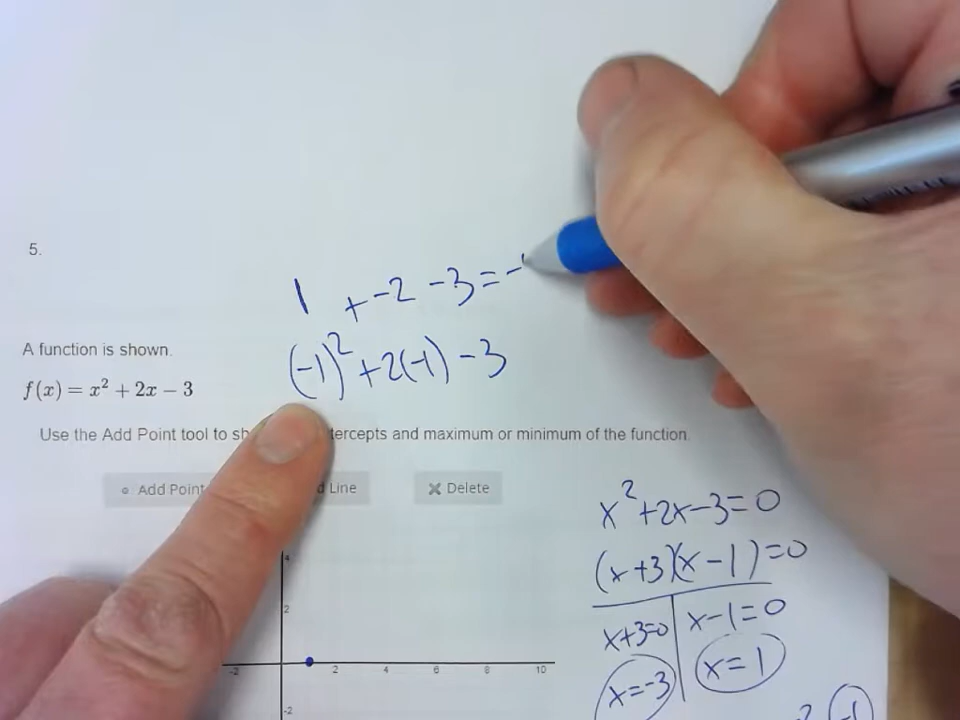 5.
1 + -2 -3 = -
(-1)² + 2(-1) - 3
A function is shown.
f(x) = x² + 2x − 3
Use the Add Point tool to sh tercepts and maximum or minimum of the function.
Add Point Line Delete
x² + 2x - 3 = 0
(x + 3)(x - 1) = 0
x + 3 = 0 x - 1 = 0
x = -3 x = 1
4
2
-2 2 4 6 8 10
-2
-1